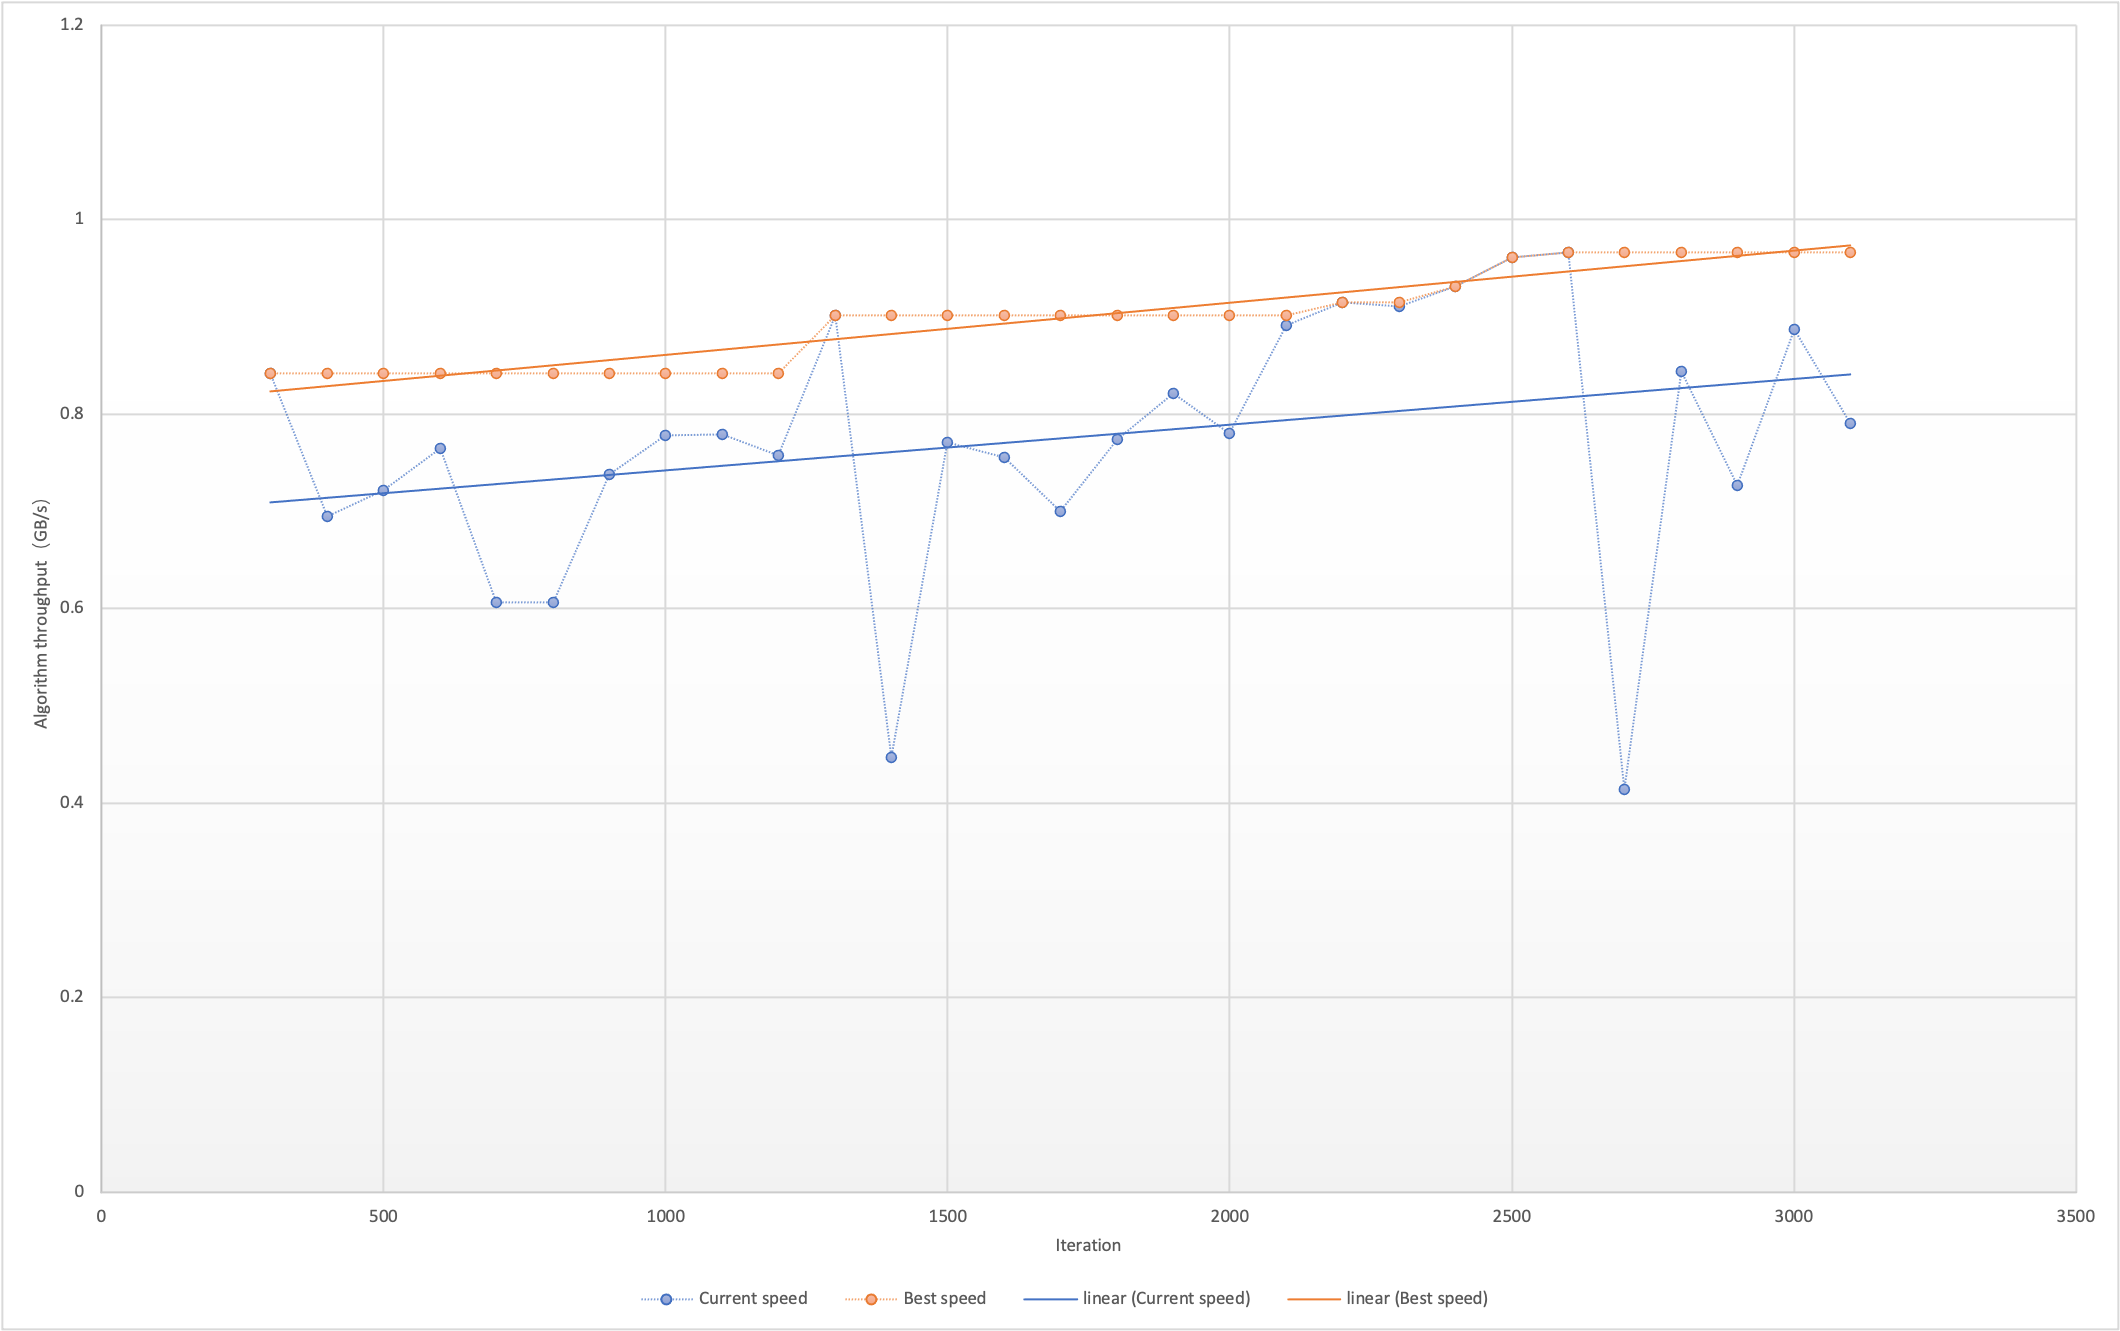 1.2
1
0.8
0.6
0.4
0.2
0
Algorithm throughput（GB/s）
0 500 1000 1500 2000 2500 3000 3500
Iteration
Current speed Best speed linear (Current speed) linear (Best speed)